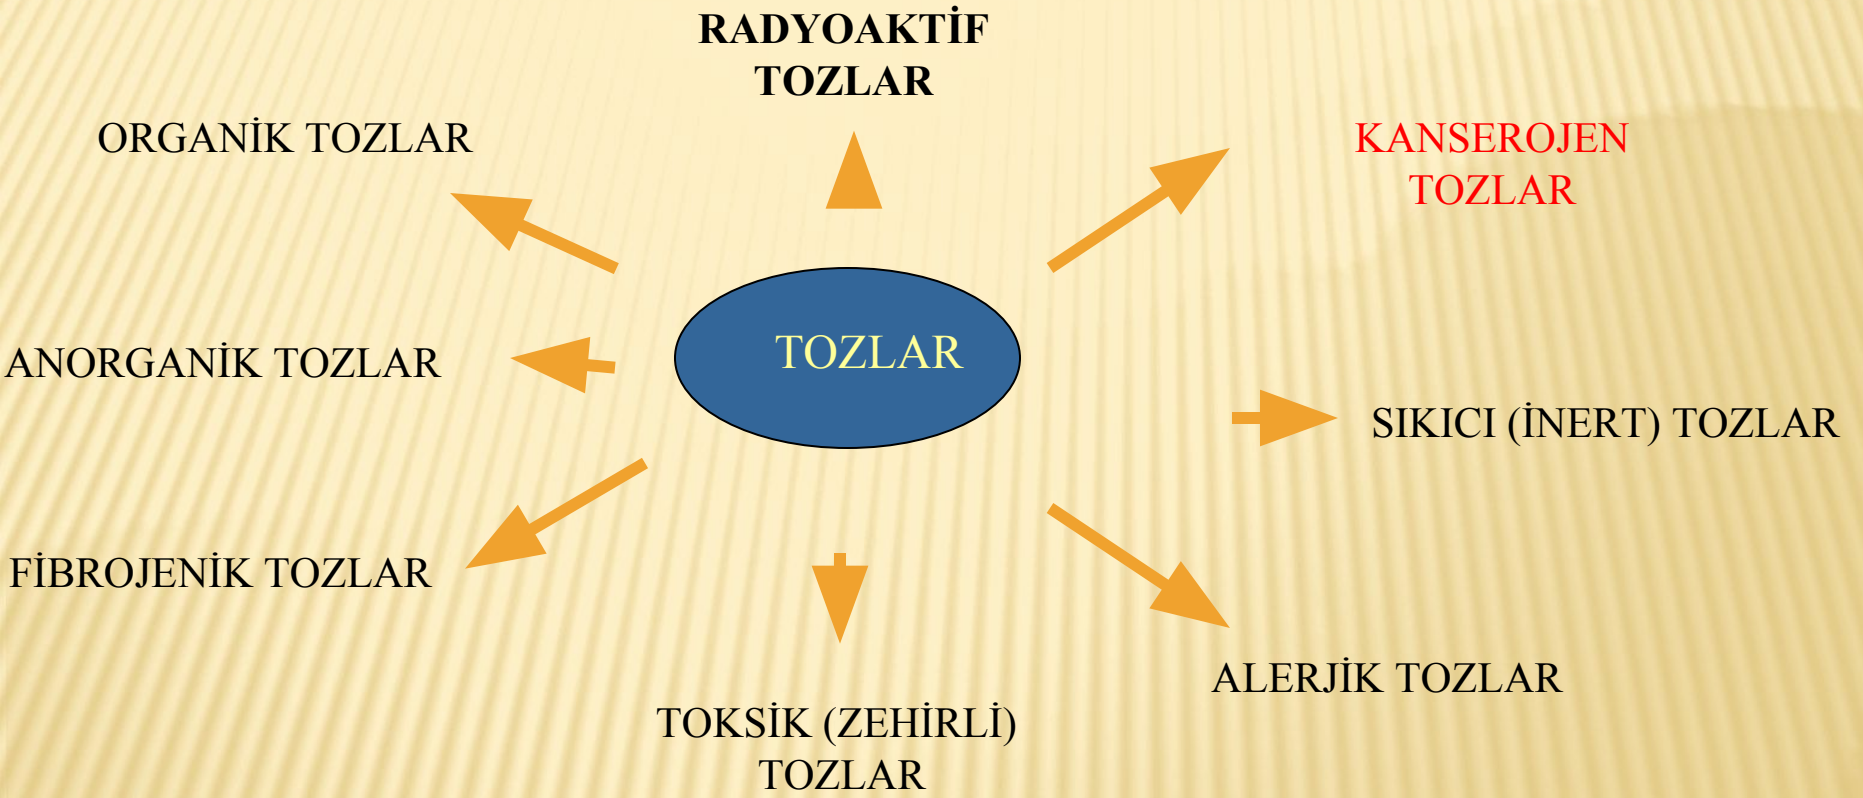 RADYOAKTİF
TOZLAR
ORGANİK TOZLAR
KANSEROJEN
TOZLAR
TOZLAR
ANORGANİK TOZLAR
SIKICI (İNERT) TOZLAR
FİBROJENİK TOZLAR
ALERJİK TOZLAR
TOKSİK (ZEHİRLİ)
TOZLAR